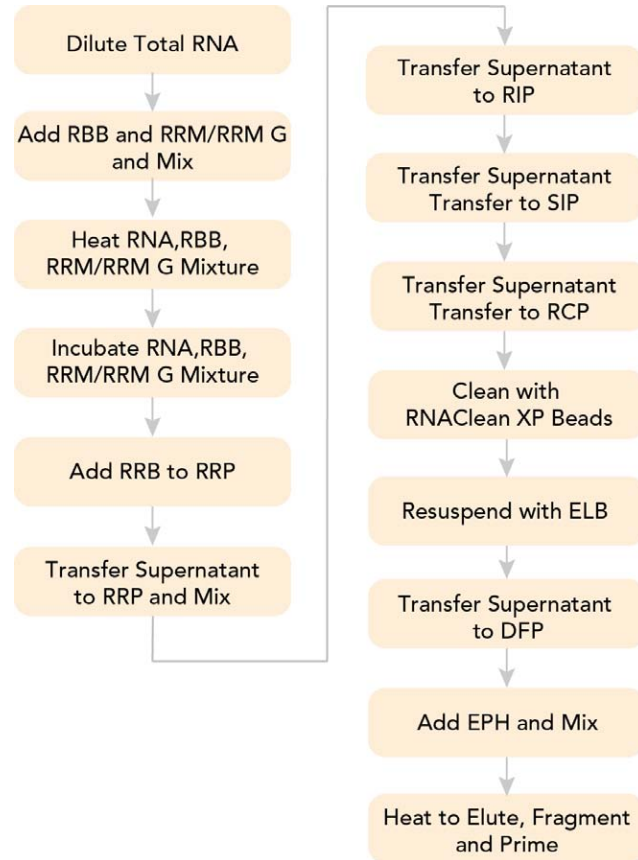 Dilute Total RNA
Add RBB and RRM/RRM G
and Mix
Heat RNA,RBB,
RRM/RRM G Mixture
Incubate RNA,RBB,
RRM/RRM G Mixture
Add RRB to RRP
Transfer Supernatant
to RRP and Mix
Transfer Supernatant
to RIP
Transfer Supernatant
Transfer to SIP
Transfer Supernatant
Transfer to RCP
Clean with
RNAClean XP Beads
Resuspend with ELB
Transfer Supernatant
to DFP
Add EPH and Mix
Heat to Elute, Fragment
and Prime